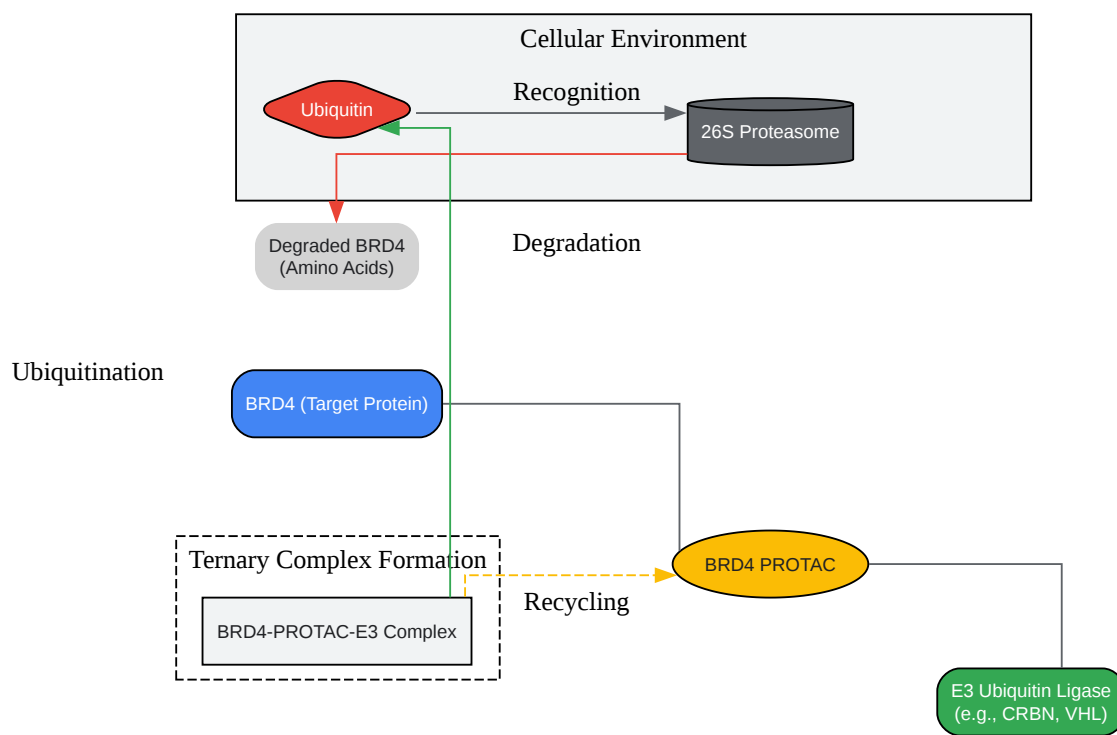 Cellular Environment
Ubiquitin
Recognition
26S Proteasome
Degraded BRD4
(Amino Acids)
Degradation
Ubiquitination
BRD4 (Target Protein)
Ternary Complex Formation
BRD4 PROTAC
Recycling
BRD4-PROTAC-E3 Complex
E3 Ubiquitin Ligase
(e.g., CRBN, VHL)